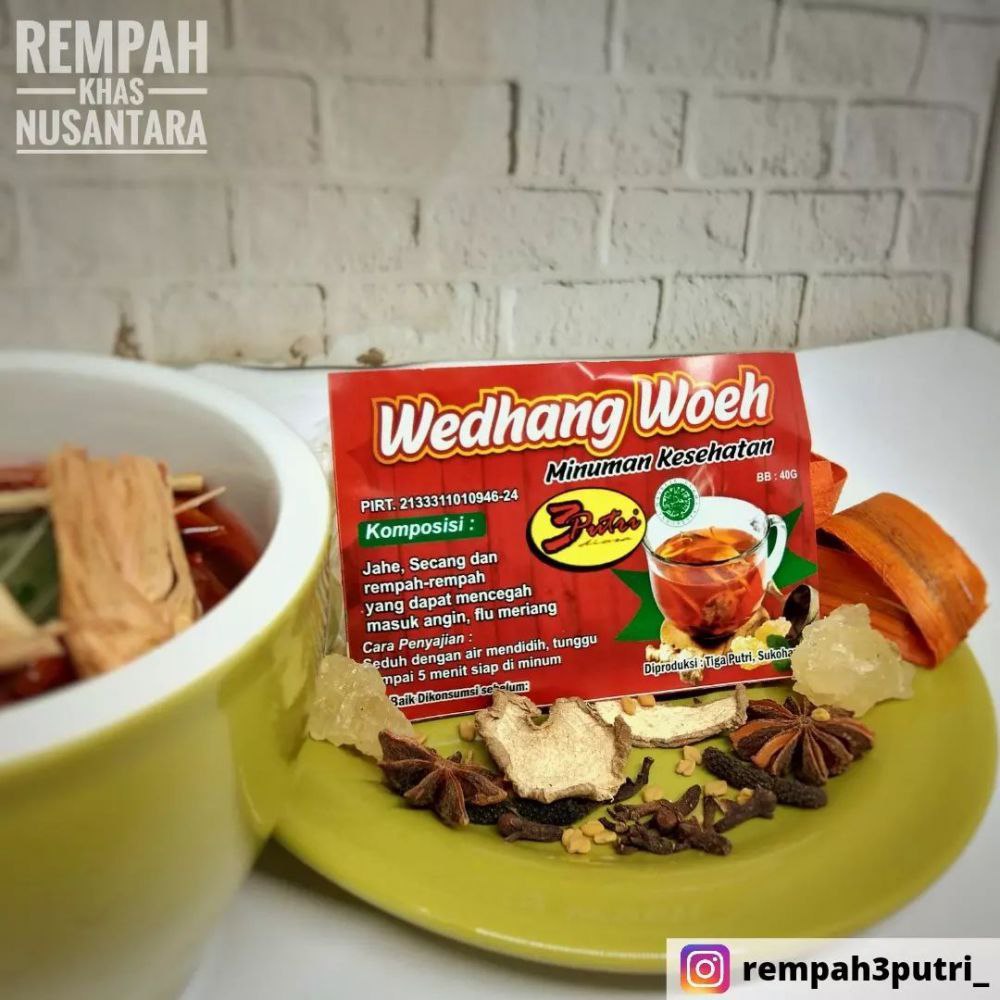 REMPAH
KHAS
NUSANTARA
Wedhang Woeh
Minuman Kesehatan
BB : 40G
PIRT. 2133311010946-24
Komposisi :
3 Putri
Jahe, Secang dan
rempah-rempah
yang dapat mencegah
masuk angin, flu meriang
Cara Penyajian :
Seduh dengan air mendidih, tunggu
siap di minum
5 menit
Diproduksi : Tiga Putri,
Baik Dikonsumsi sebelum:
rempah3putri_